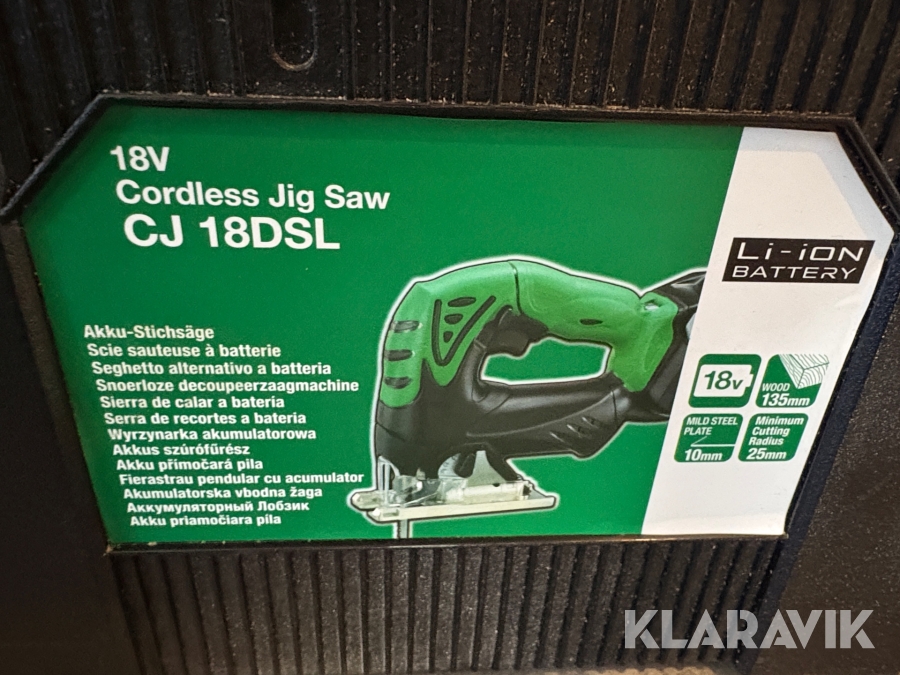 18V
Cordless Jig Saw
CJ 18DSL
Li-iON
BATTERY
Akku-Stichsäge
Scie sauteuse à batterie
Seghetto alternativo a batteria
Snoerloze decoupeerzaagmachine
Sierra de calar a bateria
Serra de recortes a bateria
Wyrzynarka akumulatorowa
Akkus szúrófűrész
Akku přímočará pila
Fierastrau pendular cu acumulator
Akumulatorska vbodna žaga
Аккумуляторный Лобзик
Akku priamočiara píla
18v
WOOD
135mm
MILD STEEL
PLATE
10mm
Minimum
Cutting
Radius
25mm
KLARAVIK